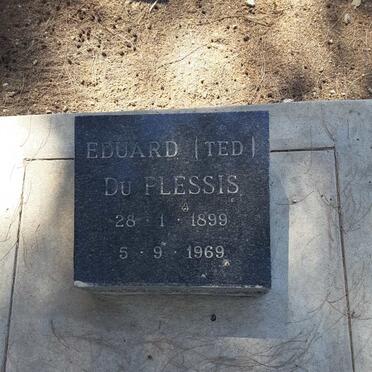 EDUARD (TED)
DU PLESSIS
28 · 1 · 1899
5 · 9 · 1969